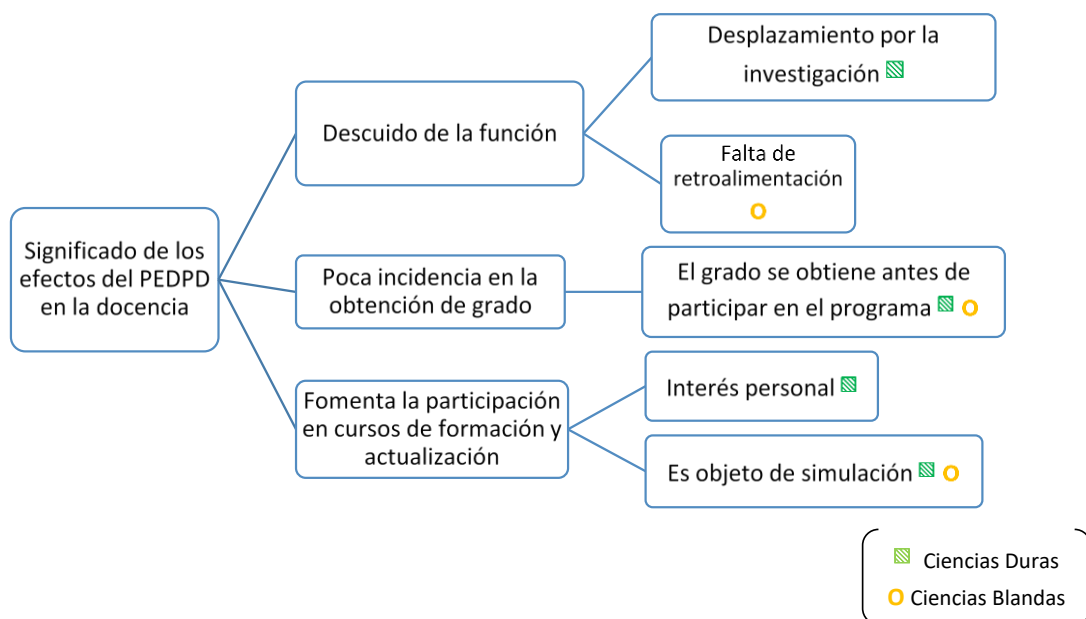 Significado de los
efectos del PEDPD
en la docencia
Descuido de la función
Desplazamiento por la
investigación
Falta de
retroalimentación
Poca incidencia en la
obtención de grado
El grado se obtiene antes de
participar en el programa
Fomenta la participación
en cursos de formación y
actualización
Interés personal
Es objeto de simulación
Ciencias Duras
Ciencias Blandas